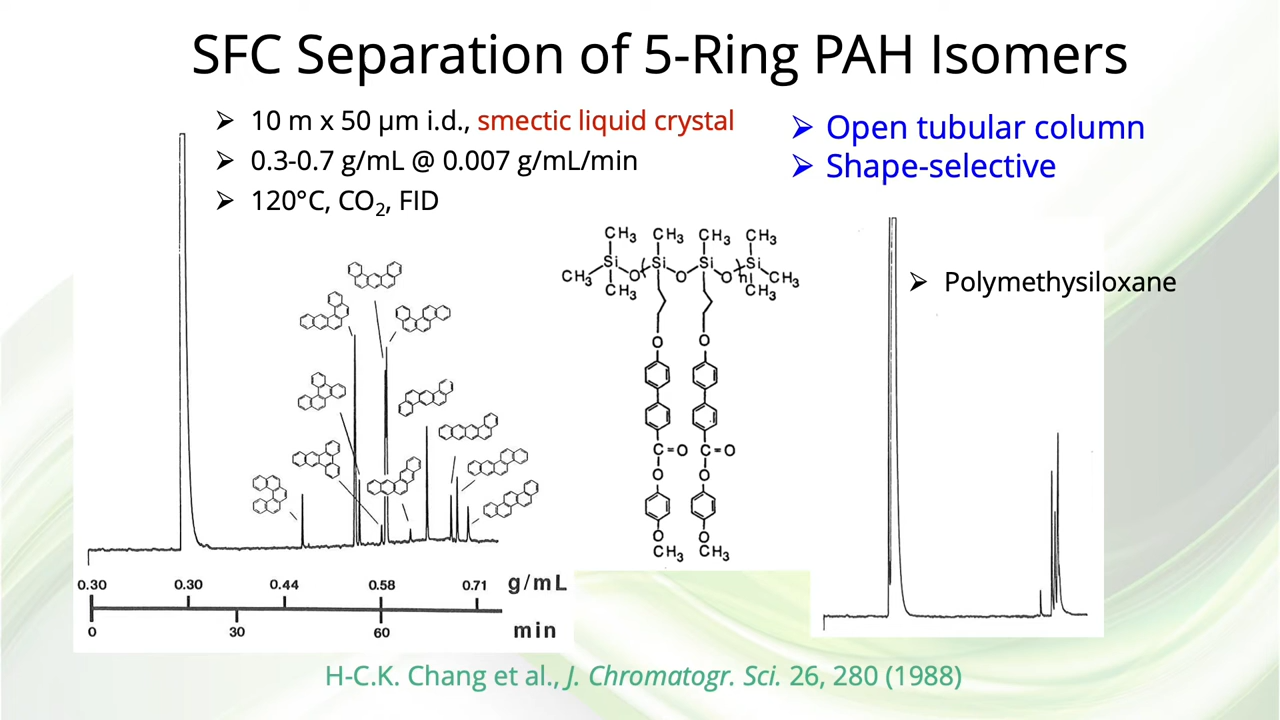 SFC Separation of 5-Ring PAH Isomers
➢ 10 m x 50 µm i.d., smectic liquid crystal
➢ 0.3-0.7 g/mL @ 0.007 g/mL/min
➢ 120°C, CO₂, FID
➢ Open tubular column
➢ Shape-selective
CH₃ CH₃ CH₃ CH₃
CH₃ Si O ( Si O Si O )n Si CH₃
CH₃ CH₃
O O
C=O C=O
O O
O O
CH₃ CH₃
➢ Polymethysiloxane
0.30 0.30 0.44 0.58 0.71 g/mL
0 30 60 min
H-C.K. Chang et al., J. Chromatogr. Sci. 26, 280 (1988)